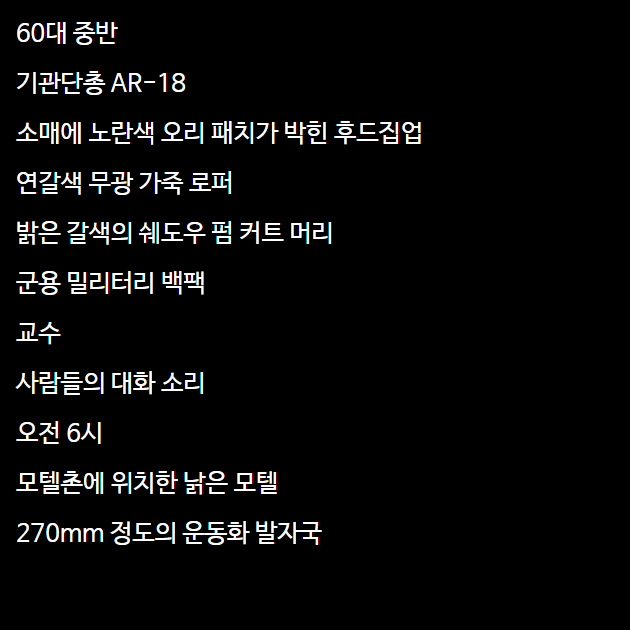 60대 중반
기관단총 AR-18
소매에 노란색 오리 패치가 박힌 후드집업
연갈색 무광 가죽 로퍼
밝은 갈색의 쉐도우 펌 커트 머리
군용 밀리터리 백팩
교수
사람들의 대화 소리
오전 6시
모텔촌에 위치한 낡은 모텔
270mm 정도의 운동화 발자국